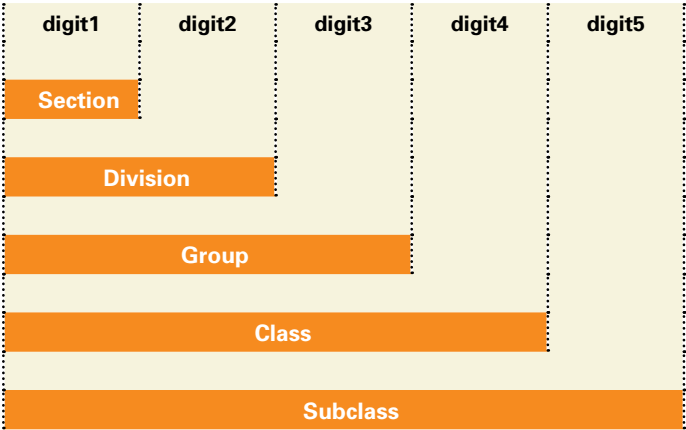 digit1 digit2 digit3 digit4 digit5
Section
Division
Group
Class
Subclass